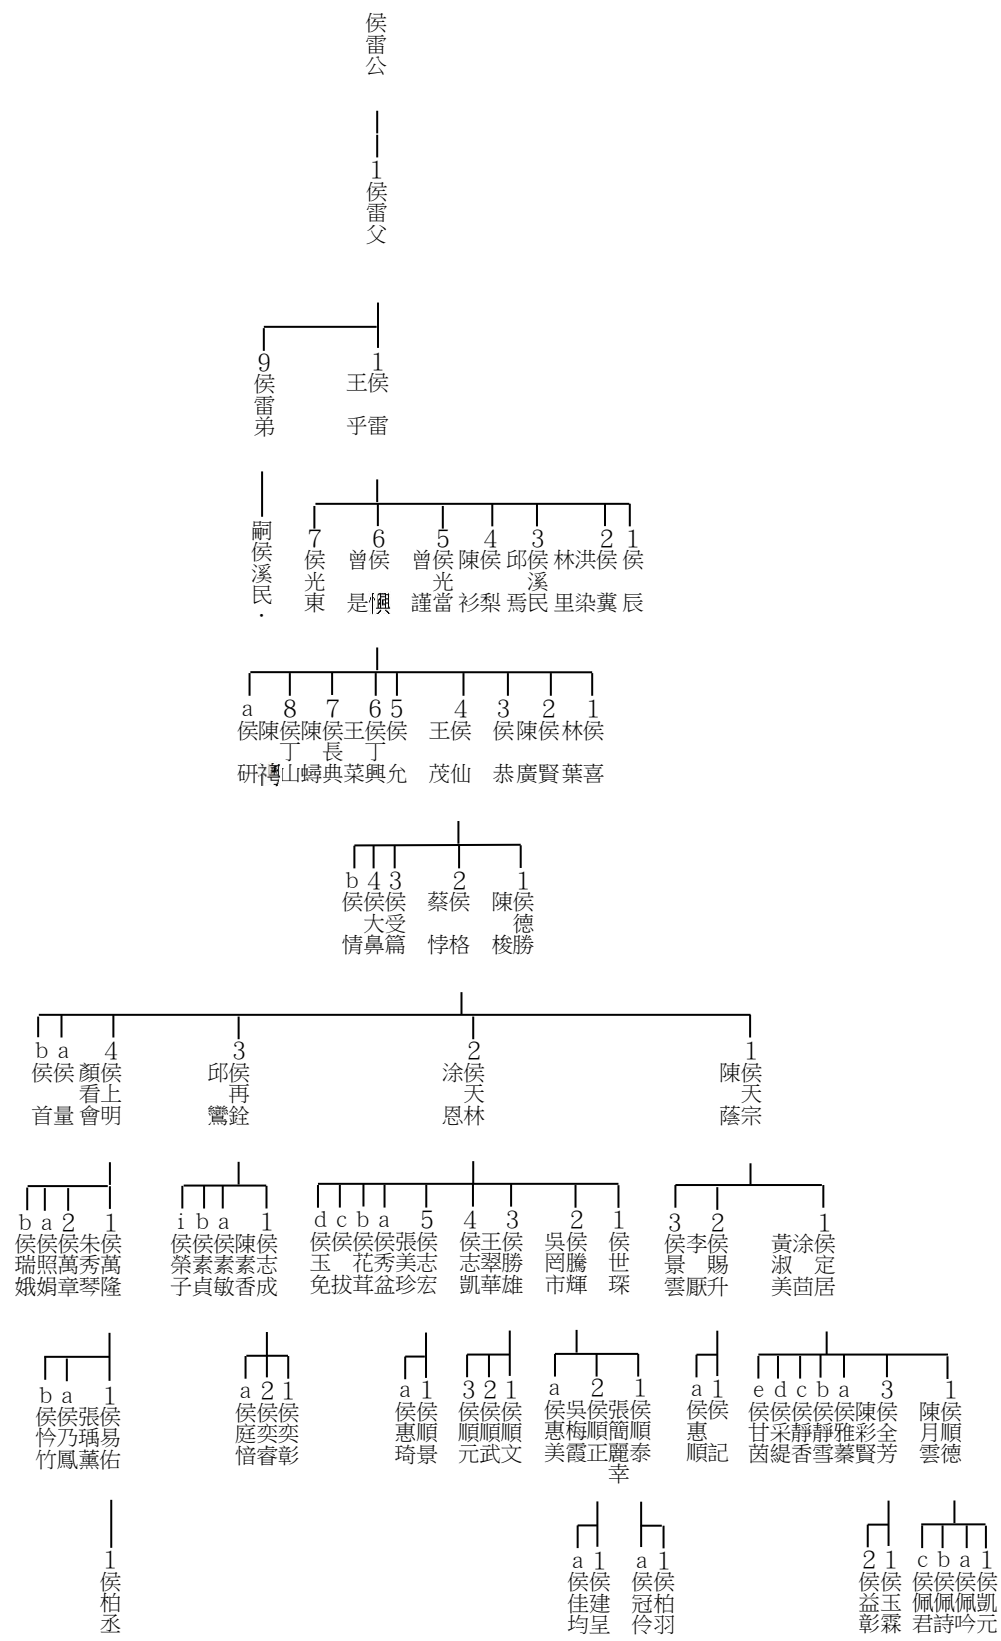 侯雷公
1侯雷父
1侯雷
王乎
9侯雷弟
1侯辰
2侯糞
洪染
林里
3侯溪民
邱焉
4侯梨
陳衫
5侯光當
曾謹
6侯懙
曾是
7侯光東
嗣侯溪民.
1侯喜
林葉
2侯賢
陳廣
3侯恭
4侯仙
王茂
5侯允
6侯丁興
王菜
7侯長典
陳蟳
8侯丁山
陳
a侯研
1侯德勝
陳梭
2侯格
蔡悖
3侯受篇
4侯大鼻
b侯情
1侯天宗
陳蔭
2侯天林
涂恩
3侯再銓
邱鸞
4侯上明
顏看會
a侯量
b侯首
1侯定居
涂茴
黃淑美
2侯賜升
李厭
3侯景雲
1侯世琛
2侯騰輝
吳罔市
3侯勝雄
王翠華
4侯志凱
5侯志宏
張美珍
a侯秀盆
b侯花茸
c侯拔
d侯玉免
1侯志成
陳素香
a侯素敏
b侯素貞
i侯榮子
1侯萬隆
朱秀琴
2侯萬章
a侯照娟
b侯瑞娥
1侯順德
陳月雲
3侯全芳
陳彩賢
a侯雅蓁
b侯靜雪
c侯靜香
d侯采緹
e侯甘茵
1侯記
a侯惠順
1侯順泰
張簡麗幸
2侯順正
吳梅霞
a侯惠美
1侯順文
2侯順武
3侯順元
1侯順景
a侯惠琦
1侯奕彰
2侯奕睿
a侯庭愔
1侯易佑
張瑀薰
a侯乃鳳
b侯忴竹
1侯凱元
a侯佩吟
b侯佩詩
c侯佩君
1侯玉霖
2侯益彰
1侯柏羽
a侯冠伶
1侯建呈
a侯佳均
1侯柏丞